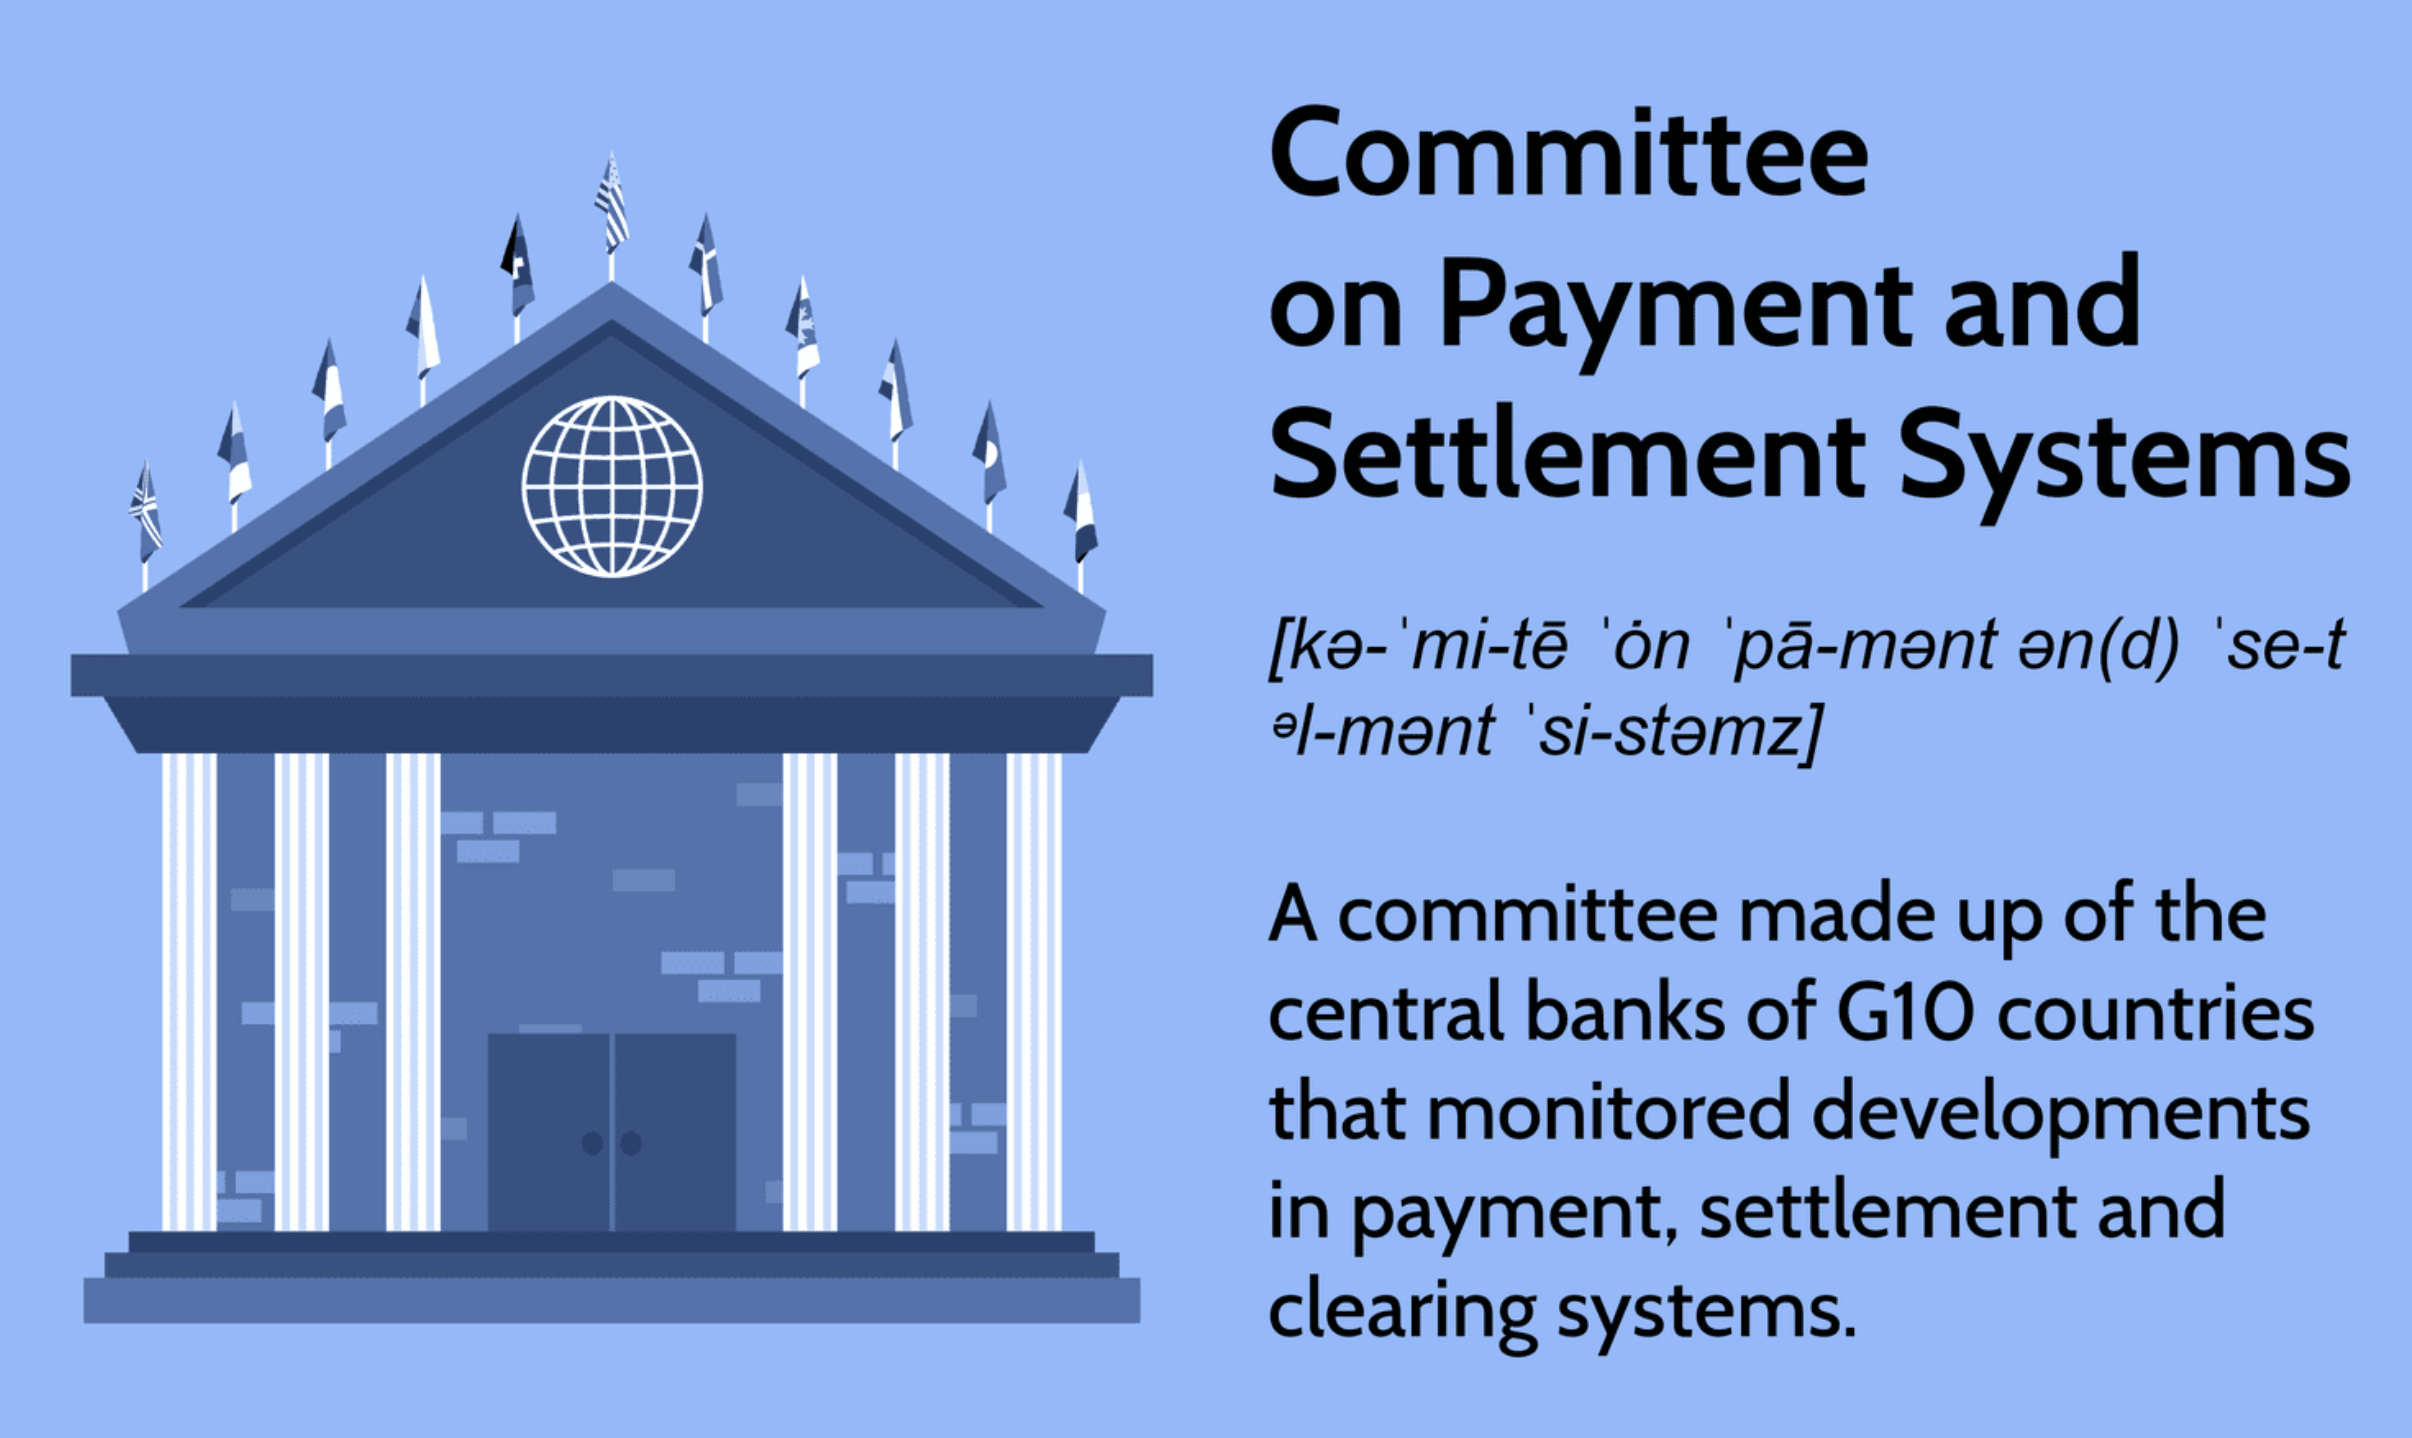 Committee
on Payment and
Settlement Systems
[kə-ˈmi-tē ˈȯn ˈpā-mənt ən(d) ˈse-t
ᵊl-mənt ˈsi-stəmz]
A committee made up of the
central banks of G10 countries
that monitored developments
in payment, settlement and
clearing systems.